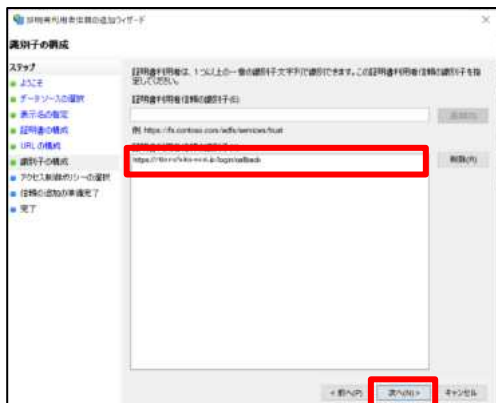 証明書利用者信頼の追加ウィザード
識別子の構成
ステップ
ようこそ
データソースの選択
表示名の指定
証明書の構成
URL の構成
識別子の構成
アクセス制御ポリシーの選択
信頼の追加の準備完了
完了
証明書利用者は、1 つ以上の一意の識別子文字列で識別できます。この証明書利用者信頼の識別子を指
定してください。
証明書利用者信頼の識別子(E):
追加(D)
例: https://fs.contoso.com/adfs/services/trust
https:// /login/callback
削除(R)
< 前へ(P)
次へ(N) >
キャンセル